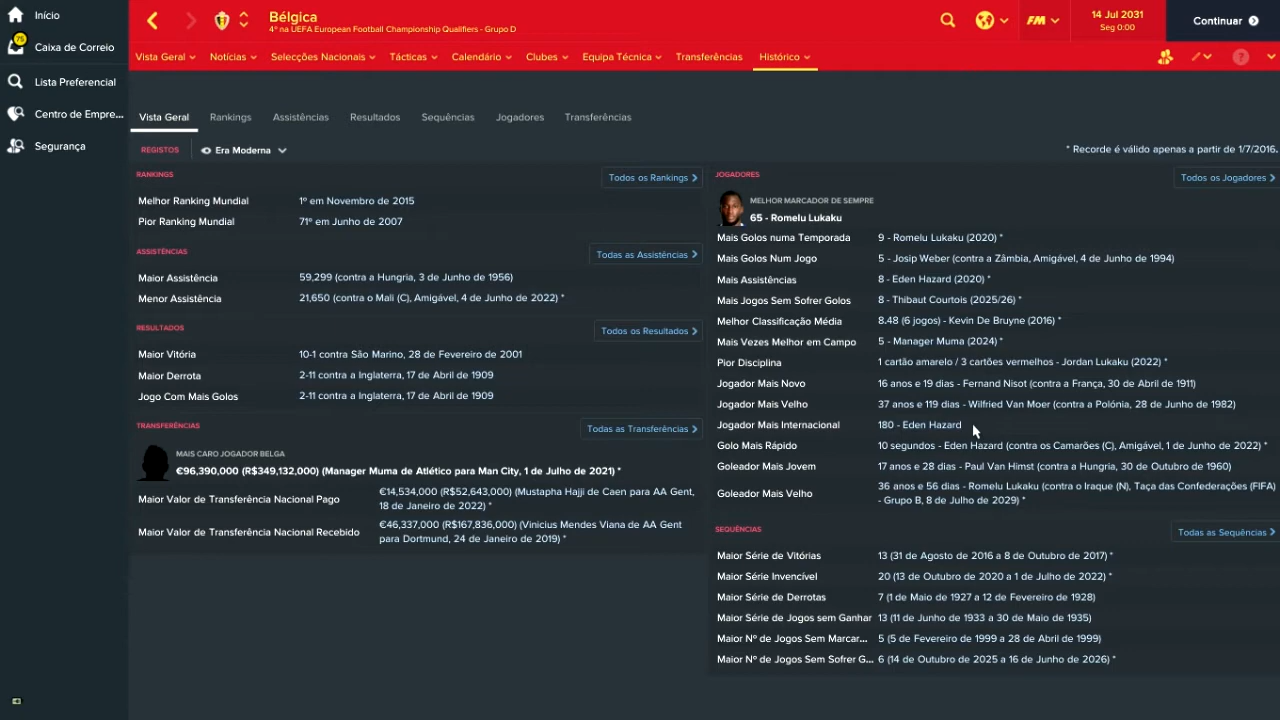 Início
75
Caixa de Correio
Lista Preferencial
Centro de Empre...
Segurança
Bélgica
4º na UEFA European Football Championship Qualifiers - Grupo D
FM
14 Jul 2031
Seg 0:00
Continuar
Vista Geral
Notícias
Selecções Nacionais
Tácticas
Calendário
Clubes
Equipa Técnica
Transferências
Histórico
?
Vista Geral
Rankings
Assistências
Resultados
Sequências
Jogadores
Transferências
REGISTOS
Era Moderna
* Recorde é válido apenas a partir de 1/7/2016.
RANKINGS
Todos os Rankings
Melhor Ranking Mundial 1º em Novembro de 2015
Pior Ranking Mundial 71º em Junho de 2007
ASSISTÊNCIAS
Todas as Assistências
Maior Assistência 59,299 (contra a Hungria, 3 de Junho de 1956)
Menor Assistência 21,650 (contra o Mali (C), Amigável, 4 de Junho de 2022) *
RESULTADOS
Todos os Resultados
Maior Vitória 10-1 contra São Marino, 28 de Fevereiro de 2001
Maior Derrota 2-11 contra a Inglaterra, 17 de Abril de 1909
Jogo Com Mais Golos 2-11 contra a Inglaterra, 17 de Abril de 1909
TRANSFERÊNCIAS
Todas as Transferências
MAIS CARO JOGADOR BELGA
€96,390,000 (R$349,132,000) (Manager Muma de Atlético para Man City, 1 de Julho de 2021) *
Maior Valor de Transferência Nacional Pago €14,534,000 (R$52,643,000) (Mustapha Hajji de Caen para AA Gent,
18 de Janeiro de 2022) *
Maior Valor de Transferência Nacional Recebido €46,337,000 (R$167,836,000) (Vinicius Mendes Viana de AA Gent
para Dortmund, 24 de Janeiro de 2019) *
JOGADORES
Todos os Jogadores
MELHOR MARCADOR DE SEMPRE
65 - Romelu Lukaku
Mais Golos numa Temporada 9 - Romelu Lukaku (2020) *
Mais Golos Num Jogo 5 - Josip Weber (contra a Zâmbia, Amigável, 4 de Junho de 1994)
Mais Assistências 8 - Eden Hazard (2020) *
Mais Jogos Sem Sofrer Golos 8 - Thibaut Courtois (2025/26) *
Melhor Classificação Média 8.48 (6 jogos) - Kevin De Bruyne (2016) *
Mais Vezes Melhor em Campo 5 - Manager Muma (2024) *
Pior Disciplina 1 cartão amarelo / 3 cartões vermelhos - Jordan Lukaku (2022) *
Jogador Mais Novo 16 anos e 19 dias - Fernand Nisot (contra a França, 30 de Abril de 1911)
Jogador Mais Velho 37 anos e 119 dias - Wilfried Van Moer (contra a Polónia, 28 de Junho de 1982)
Jogador Mais Internacional 180 - Eden Hazard
Golo Mais Rápido 10 segundos - Eden Hazard (contra os Camarões (C), Amigável, 1 de Junho de 2022) *
Goleador Mais Jovem 17 anos e 28 dias - Paul Van Himst (contra a Hungria, 30 de Outubro de 1960)
Goleador Mais Velho 36 anos e 56 dias - Romelu Lukaku (contra o Iraque (N), Taça das Confederações (FIFA)
- Grupo B, 8 de Julho de 2029) *
SEQUÊNCIAS
Todas as Sequências
Maior Série de Vitórias 13 (31 de Agosto de 2016 a 8 de Outubro de 2017) *
Maior Série Invencível 20 (13 de Outubro de 2020 a 1 de Julho de 2022) *
Maior Série de Derrotas 7 (1 de Maio de 1927 a 12 de Fevereiro de 1928)
Maior Série de Jogos sem Ganhar 13 (11 de Junho de 1933 a 30 de Maio de 1935)
Maior Nº de Jogos Sem Marcar... 5 (5 de Fevereiro de 1999 a 28 de Abril de 1999)
Maior Nº de Jogos Sem Sofrer G... 6 (14 de Outubro de 2025 a 16 de Junho de 2026) *